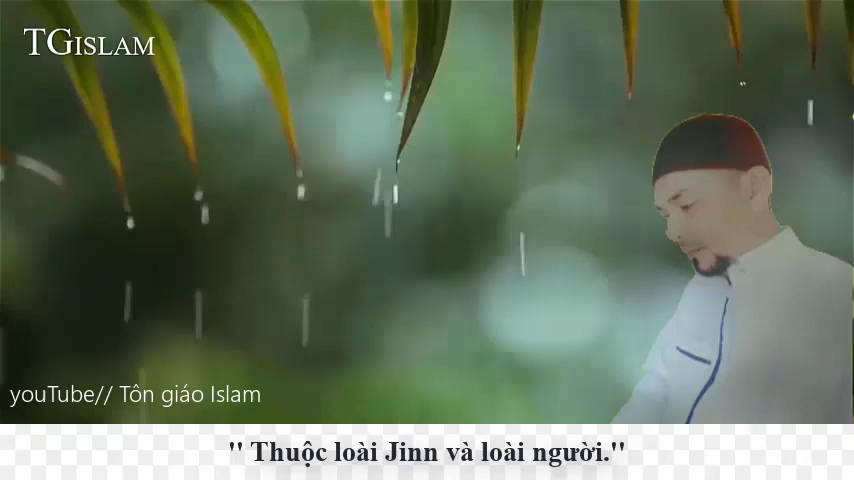 TGISLAM
youTube// Tôn giáo Islam
" Thuộc loài Jinn và loài người."